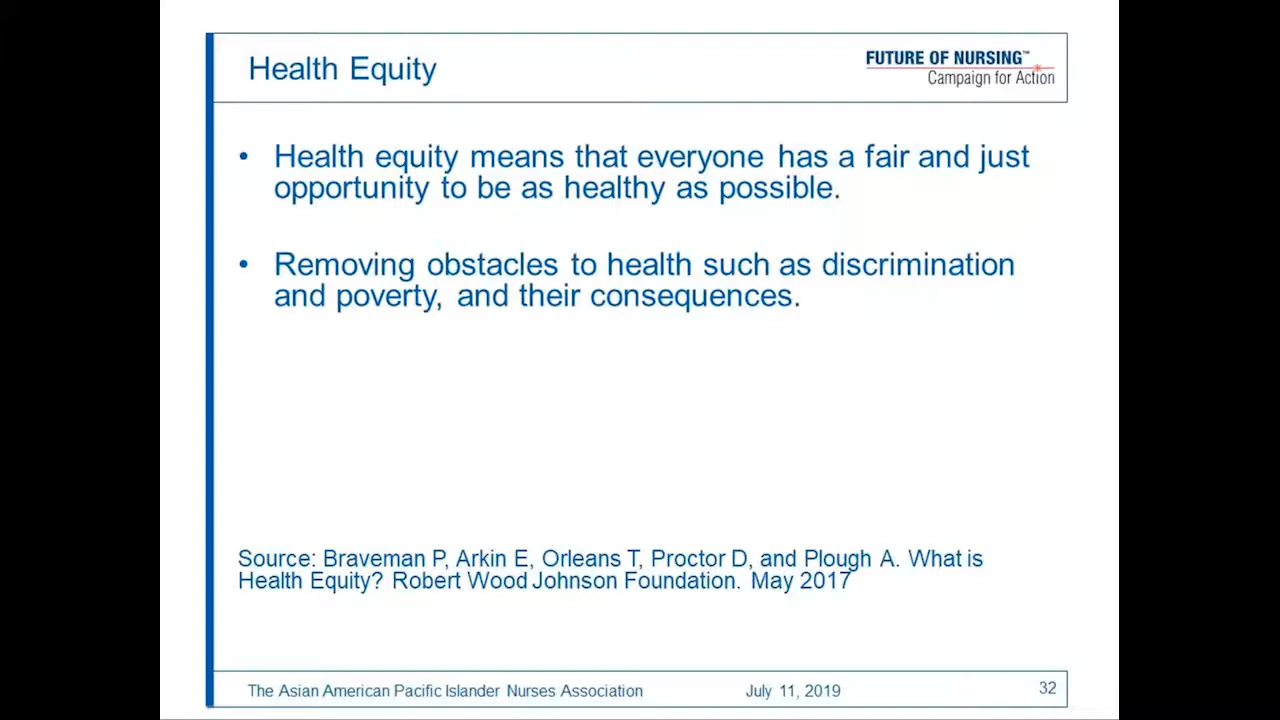 Health Equity
FUTURE OF NURSING™
Campaign for Action
• Health equity means that everyone has a fair and just
opportunity to be as healthy as possible.
• Removing obstacles to health such as discrimination
and poverty, and their consequences.
Source: Braveman P, Arkin E, Orleans T, Proctor D, and Plough A. What is
Health Equity? Robert Wood Johnson Foundation. May 2017
The Asian American Pacific Islander Nurses Association
July 11, 2019
32